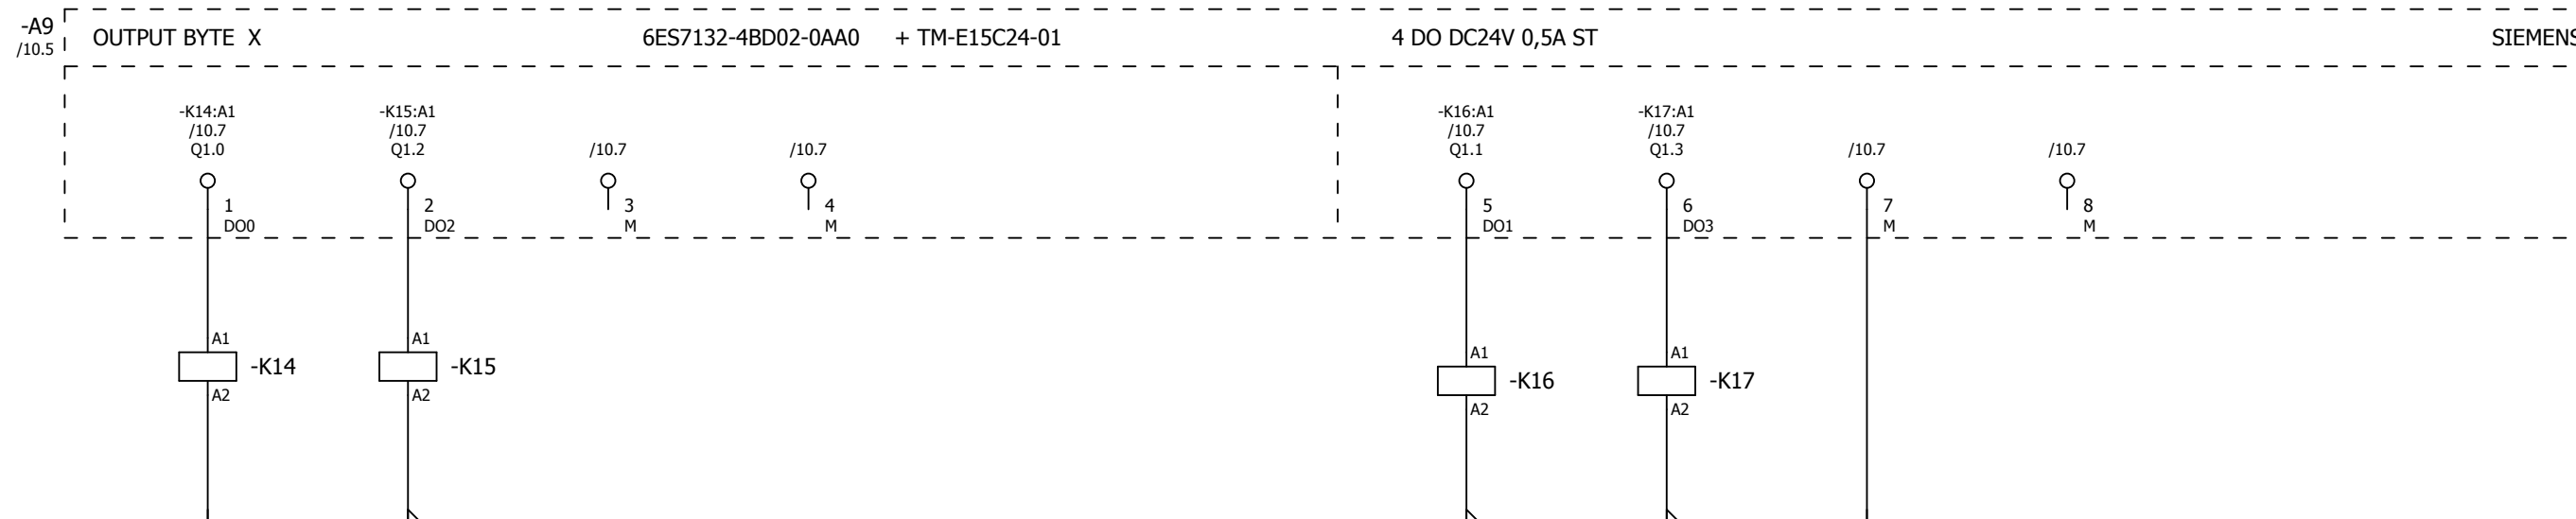 -A9
/10.5
OUTPUT BYTE X 6ES7132-4BD02-0AA0 + TM-E15C24-01 4 DO DC24V 0,5A ST SIEMENS
-K14:A1
/10.7
Q1.0
1
DO0
-K15:A1
/10.7
Q1.2
2
DO2
/10.7
3
M
/10.7
4
M
-K16:A1
/10.7
Q1.1
5
DO1
-K17:A1
/10.7
Q1.3
6
DO3
/10.7
7
M
/10.7
8
M
A1
-K14
A2
A1
-K15
A2
A1
-K16
A2
A1
-K17
A2